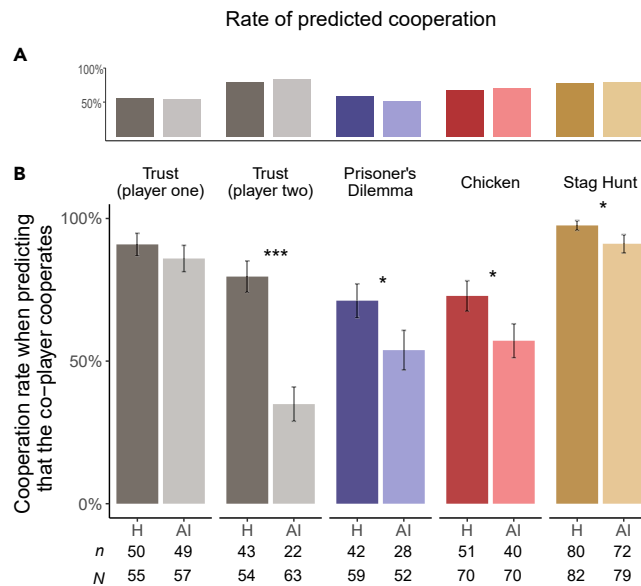 Rate of predicted cooperation
A
100%
50%
B
Trust
(player one)
Trust
(player two)
Prisoner's
Dilemma
Chicken
Stag Hunt
Cooperation rate when predicting
that the co−player cooperates
100%
50%
0%
***
*
*
*
H AI H AI H AI H AI H AI
n 50 49 43 22 42 28 51 40 80 72
N 55 57 54 63 59 52 70 70 82 79